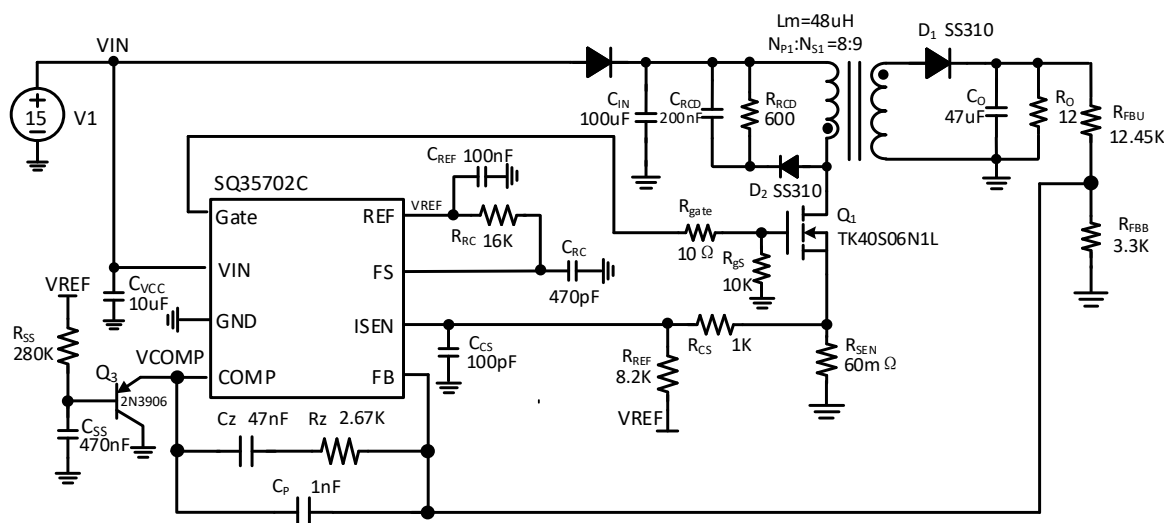 Lm=48uH
NP1:NS1=8:9
D1 SS310
VIN
15
V1
CIN
100uF
CRCD
200nF
RRCD
600
D2 SS310
CO
47uF
RO
12
RFBU
12.45K
RFBB
3.3K
CREF 100nF
SQ35702C
Gate
REF
VREF
RRC 16K
CRC
470pF
Rgate
10 Ω
RgS
10K
Q1
TK40S06N1L
VIN
FS
CVCC
10uF
GND
ISEN
CCS
100pF
RCS 1K
RREF
8.2K
VREF
RSEN
60mΩ
VREF
RSS
280K
VCOMP
COMP
FB
Q3
2N3906
CSS
470nF
Cz 47nF
Rz 2.67K
CP 1nF